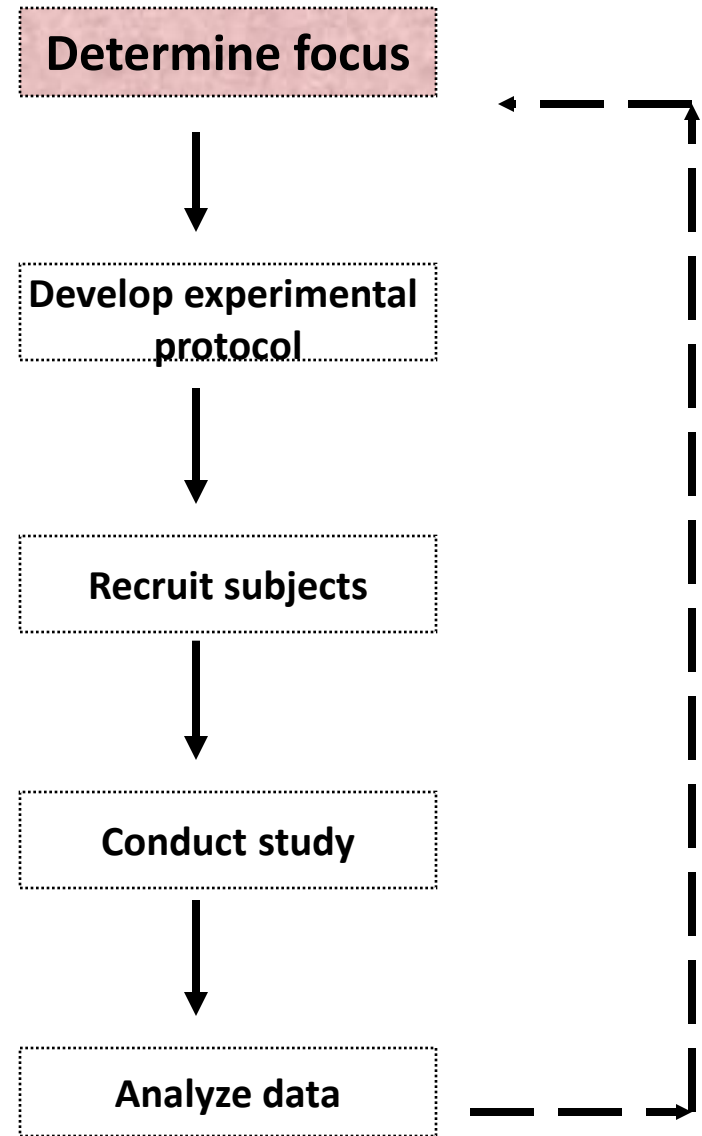 Determine focus
Develop experimental
protocol
Recruit subjects
Conduct study
Analyze data